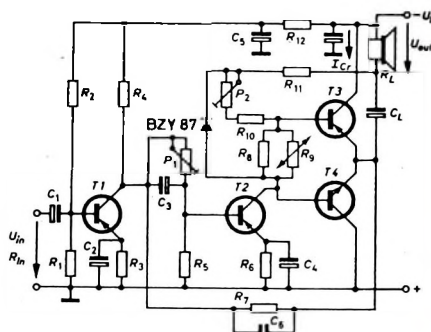 − U
C5
R12
ICr
Uout
RL
R2
R4
P2
R11
T3
CL
BZY 87
R10
P1
R8
R9
C1
T1
C3
T2
T4
Uin
Rin
C2
R1
R3
R5
R6
C4
+
R7
C6